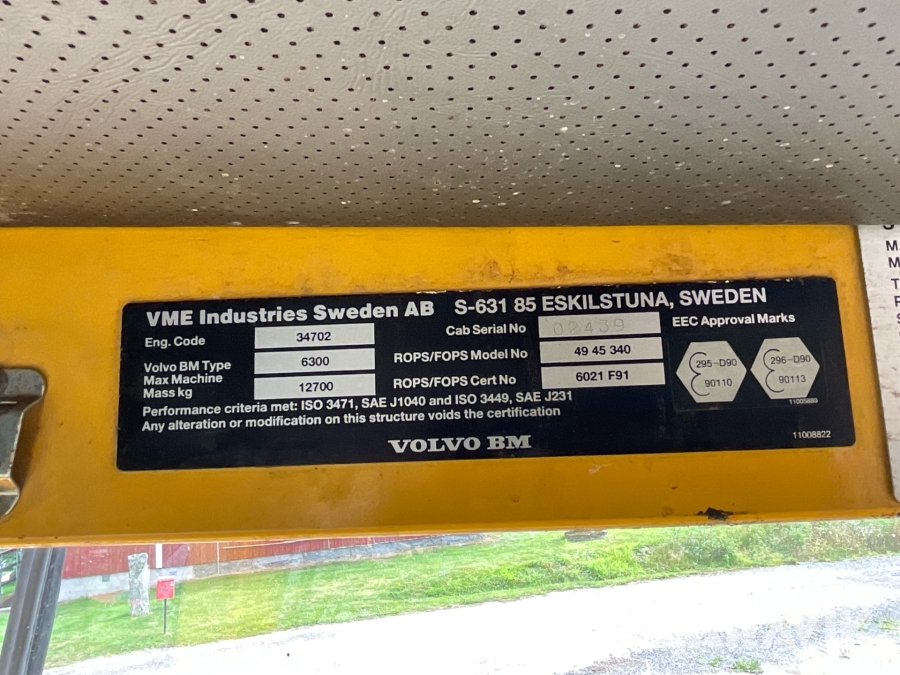 VME Industries Sweden AB S-631 85 ESKILSTUNA, SWEDEN
Eng. Code 34702 Cab Serial No 02439 EEC Approval Marks
Volvo BM Type 6300 ROPS/FOPS Model No 49 45 340
Max Machine Mass kg 12700 ROPS/FOPS Cert No 6021 F91
295-D90
90110
296-D90
90113
11005889
Performance criteria met: ISO 3471, SAE J1040 and ISO 3449, SAE J231
Any alteration or modification on this structure voids the certification
VOLVO BM
11008822